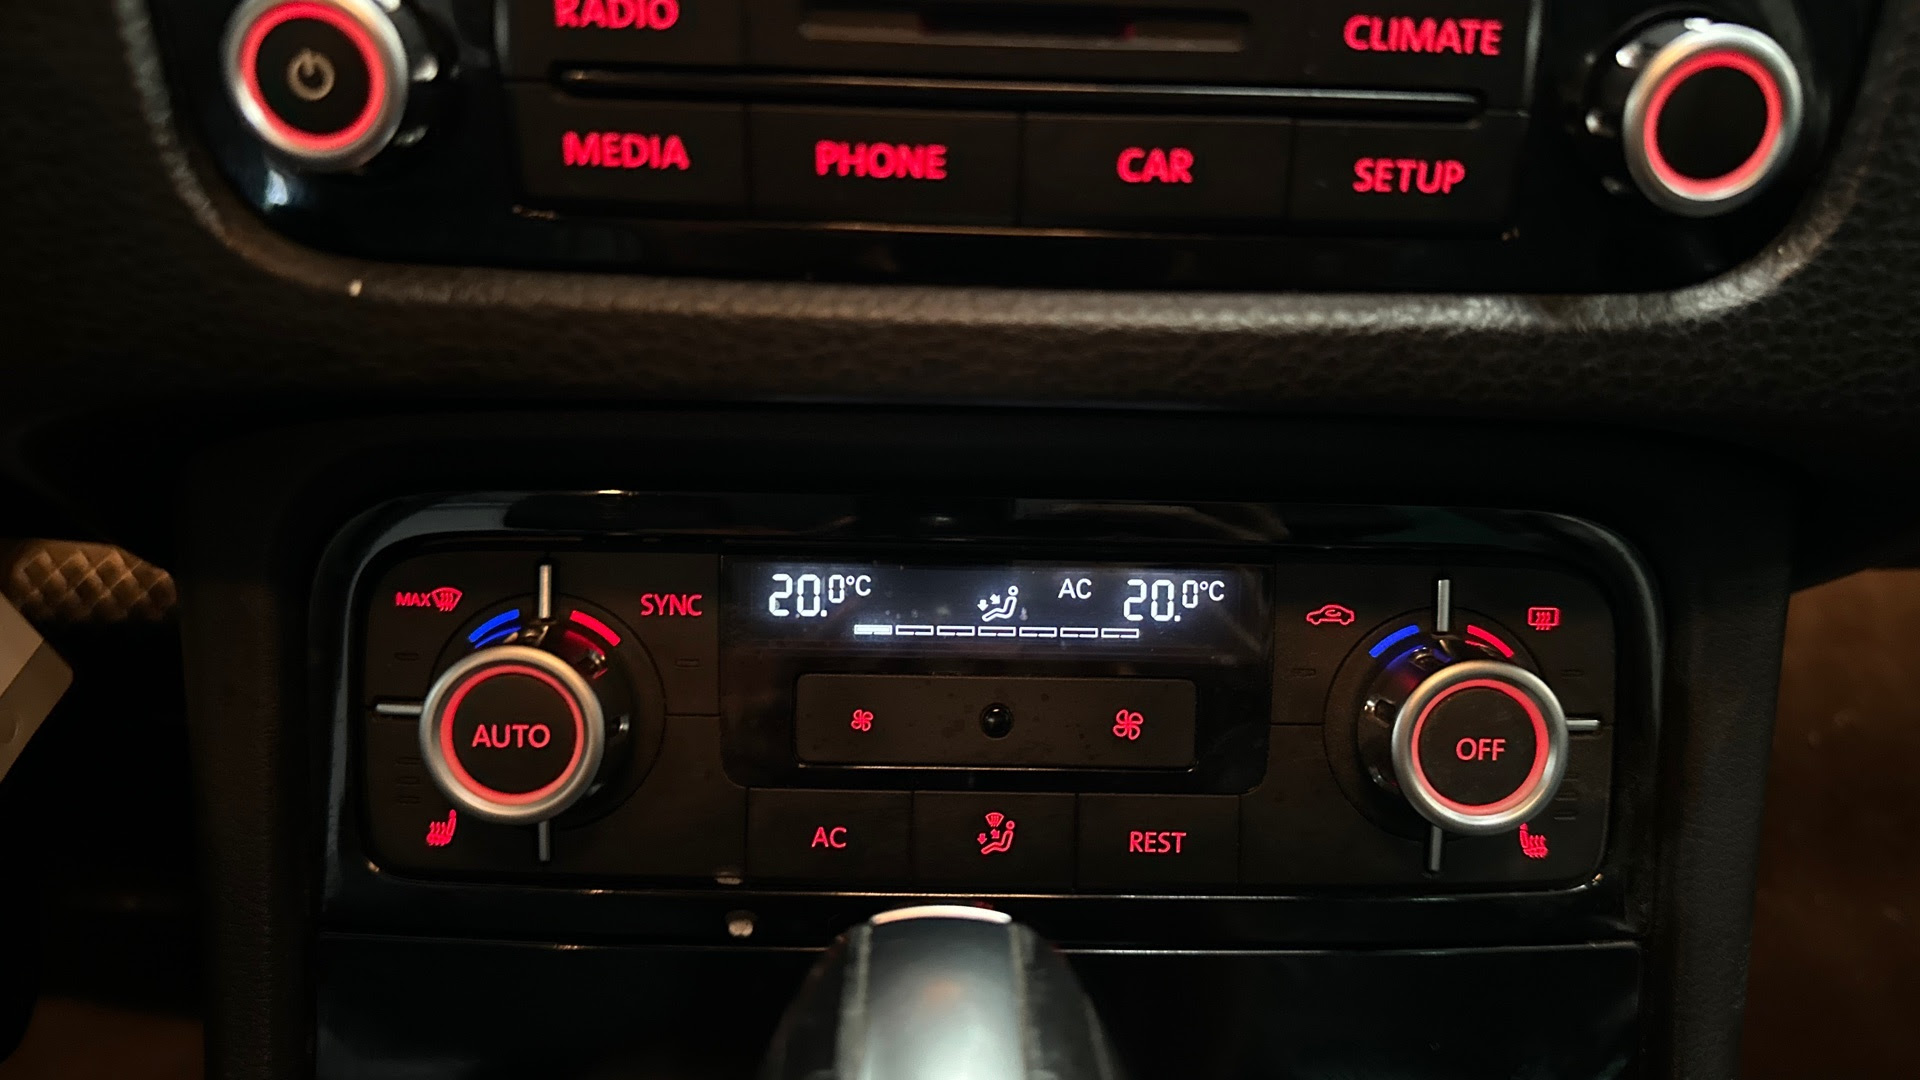 RADIO
CLIMATE
MEDIA PHONE CAR SETUP
MAX SYNC
20.0°C AC 20.0°C
AUTO OFF
AC REST